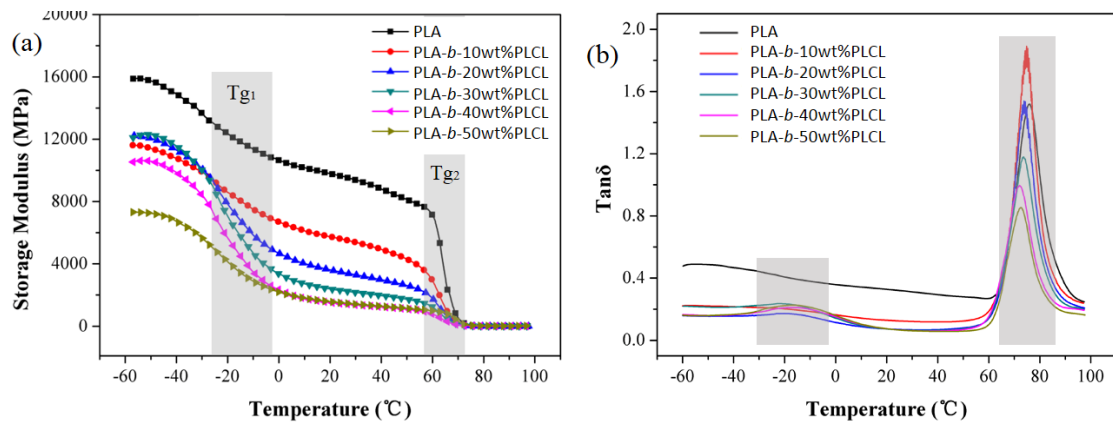 (a)
Storage Modulus (MPa)
20000
16000
12000
8000
4000
0
-60 -40 -20 0 20 40 60 80 100
Temperature (℃)
Tg1
Tg2
PLA
PLA-b-10wt%PLCL
PLA-b-20wt%PLCL
PLA-b-30wt%PLCL
PLA-b-40wt%PLCL
PLA-b-50wt%PLCL
(b)
Tanδ
2.0
1.6
1.2
0.8
0.4
0.0
-60 -40 -20 0 20 40 60 80 100
Temperature (℃)
PLA
PLA-b-10wt%PLCL
PLA-b-20wt%PLCL
PLA-b-30wt%PLCL
PLA-b-40wt%PLCL
PLA-b-50wt%PLCL